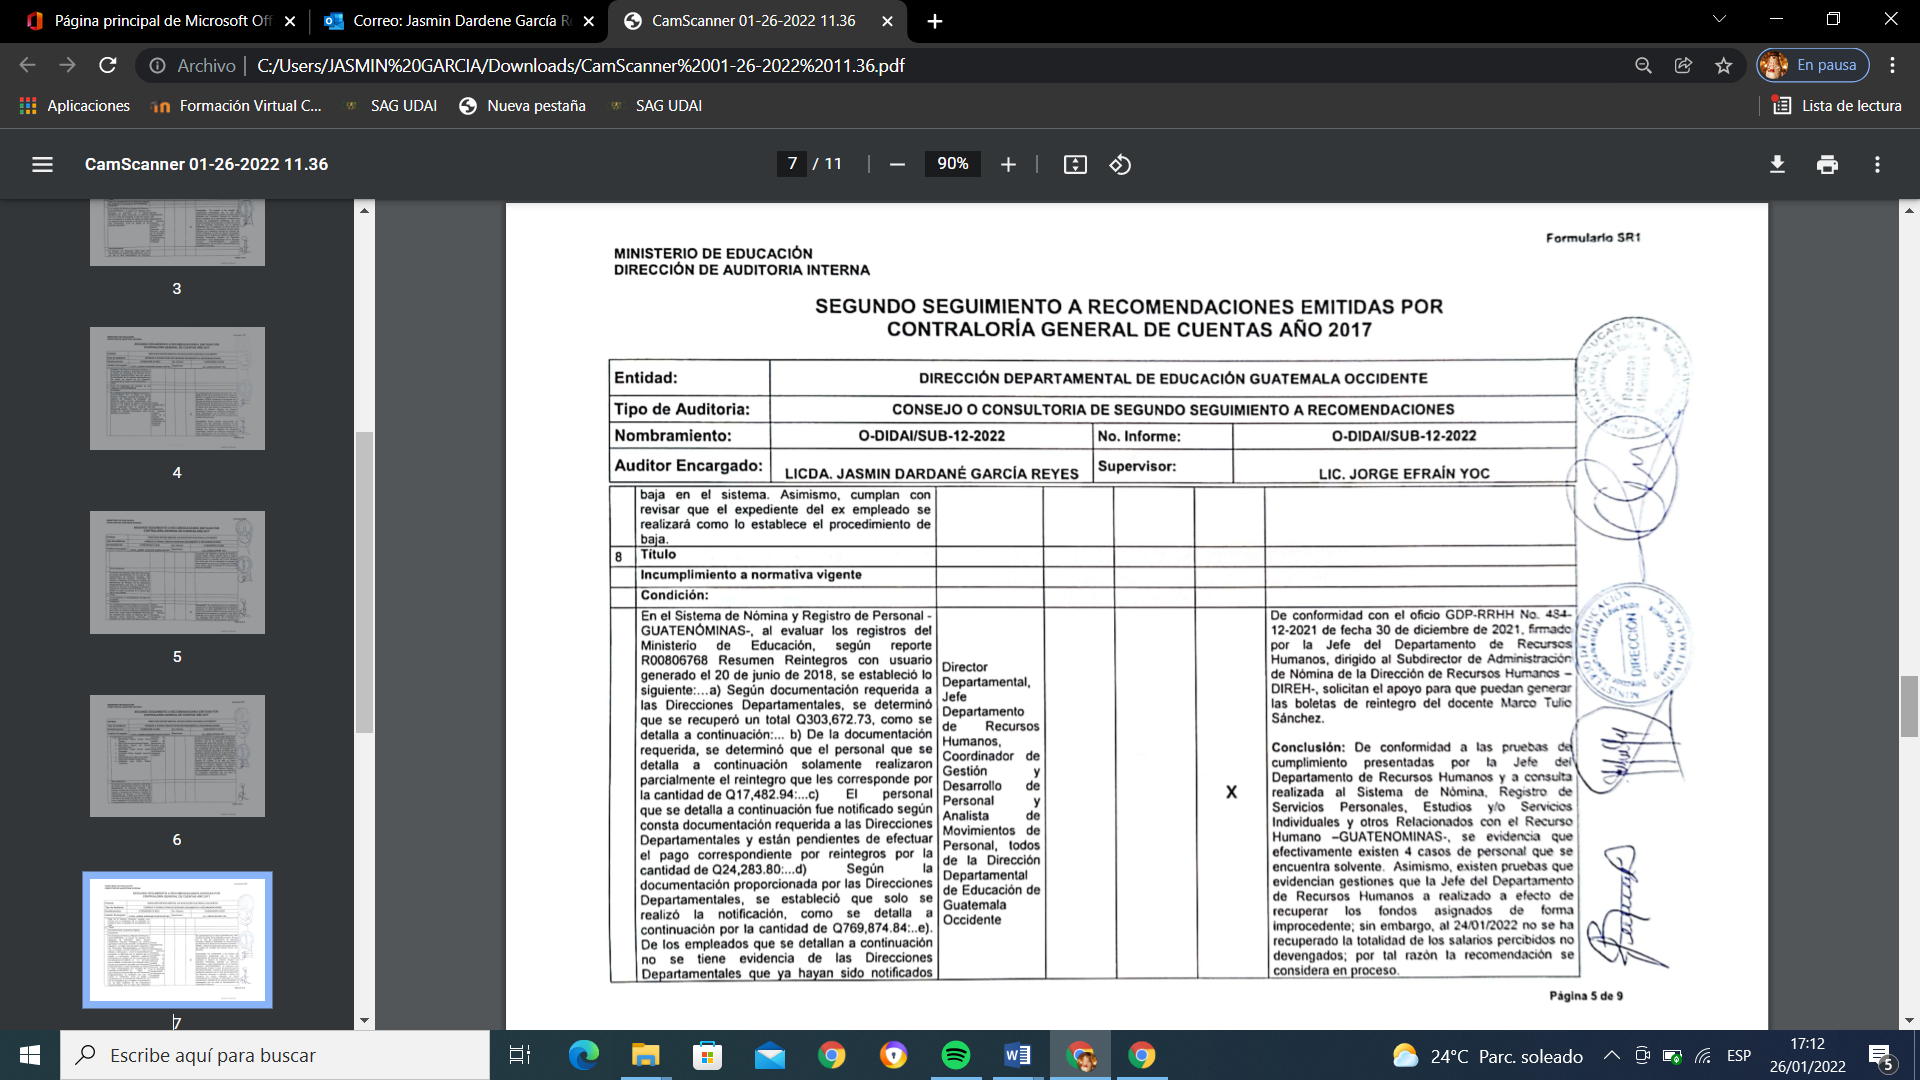 Página principal de Microsoft Off
Correo: Jasmin Dardene García R
CamScanner 01-26-2022 11.36
Archivo
C:/Users/JASMIN%20GARCIA/Downloads/CamScanner%2001-26-2022%2011.36.pdf
En pausa
Aplicaciones
Formación Virtual C...
SAG UDAI
Nueva pestaña
SAG UDAI
Lista de lectura
CamScanner 01-26-2022 11.36
7 / 11
90%
3
4
5
6
7
Formulario SR1
MINISTERIO DE EDUCACIÓN
DIRECCIÓN DE AUDITORIA INTERNA
SEGUNDO SEGUIMIENTO A RECOMENDACIONES EMITIDAS POR
CONTRALORÍA GENERAL DE CUENTAS AÑO 2017
Entidad:
DIRECCIÓN DEPARTAMENTAL DE EDUCACIÓN GUATEMALA OCCIDENTE
Tipo de Auditoria:
CONSEJO O CONSULTORIA DE SEGUNDO SEGUIMIENTO A RECOMENDACIONES
Nombramiento:
O-DIDAI/SUB-12-2022
No. Informe:
O-DIDAI/SUB-12-2022
Auditor Encargado:
LICDA. JASMIN DARDANÉ GARCÍA REYES
Supervisor:
LIC. JORGE EFRAÍN YOC
baja en el sistema. Asimismo, cumplan con
revisar que el expediente del ex empleado se
realizará como lo establece el procedimiento de
baja.
8
Título
Incumplimiento a normativa vigente
Condición:
En el Sistema de Nómina y Registro de Personal -
GUATENÓMINAS-, al evaluar los registros del
Ministerio de Educación, según reporte
R00806768 Resumen Reintegros con usuario
generado el 20 de junio de 2018, se estableció lo
siguiente:...a) Según documentación requerida a
las Direcciones Departamentales, se determinó
que se recuperó un total Q303,672.73, como se
detalla a continuación:... b) De la documentación
requerida, se determinó que el personal que se
detalla a continuación solamente realizaron
parcialmente el reintegro que les corresponde por
la cantidad de Q17,482.94:...c) El personal
que se detalla a continuación fue notificado según
consta documentación requerida a las Direcciones
Departamentales y están pendientes de efectuar
el pago correspondiente por reintegros por la
cantidad de Q24,283.80:...d) Según la
documentación proporcionada por las Direcciones
Departamentales, se estableció que solo se
realizó la notificación, como se detalla a
continuación por la cantidad de Q769,874.84:..e).
De los empleados que se detallan a continuación
no se tiene evidencia de las Direcciones
Departamentales que ya hayan sido notificados
Director
Departamental,
Jefe
Departamento
de Recursos
Humanos,
Coordinador de
Gestión y
Desarrollo de
Personal y
Analista de
Movimientos de
Personal, todos
de la Dirección
Departamental
de Educación de
Guatemala
Occidente
X
De conformidad con el oficio GDP-RRHH No. 484-
12-2021 de fecha 30 de diciembre de 2021, firmado
por la Jefe del Departamento de Recursos
Humanos, dirigido al Subdirector de Administración
de Nómina de la Dirección de Recursos Humanos –
DIREH-, solicitan el apoyo para que puedan generar
las boletas de reintegro del docente Marco Tulio
Sánchez.
Conclusión: De conformidad a las pruebas de
cumplimiento presentadas por la Jefe del
Departamento de Recursos Humanos y a consulta
realizada al Sistema de Nómina, Registro de
Servicios Personales, Estudios y/o Servicios
Individuales y otros Relacionados con el Recurso
Humano –GUATENOMINAS-, se evidencia que
efectivamente existen 4 casos de personal que se
encuentra solvente. Asimismo, existen pruebas que
evidencian gestiones que la Jefe del Departamento
de Recursos Humanos a realizado a efecto de
recuperar los fondos asignados de forma
improcedente; sin embargo, al 24/01/2022 no se ha
recuperado la totalidad de los salarios percibidos no
devengados; por tal razón la recomendación se
considera en proceso.
DIRECCIÓN
Página 5 de 9
Escribe aquí para buscar
24°C Parc. soleado
ESP
17:12
26/01/2022
5